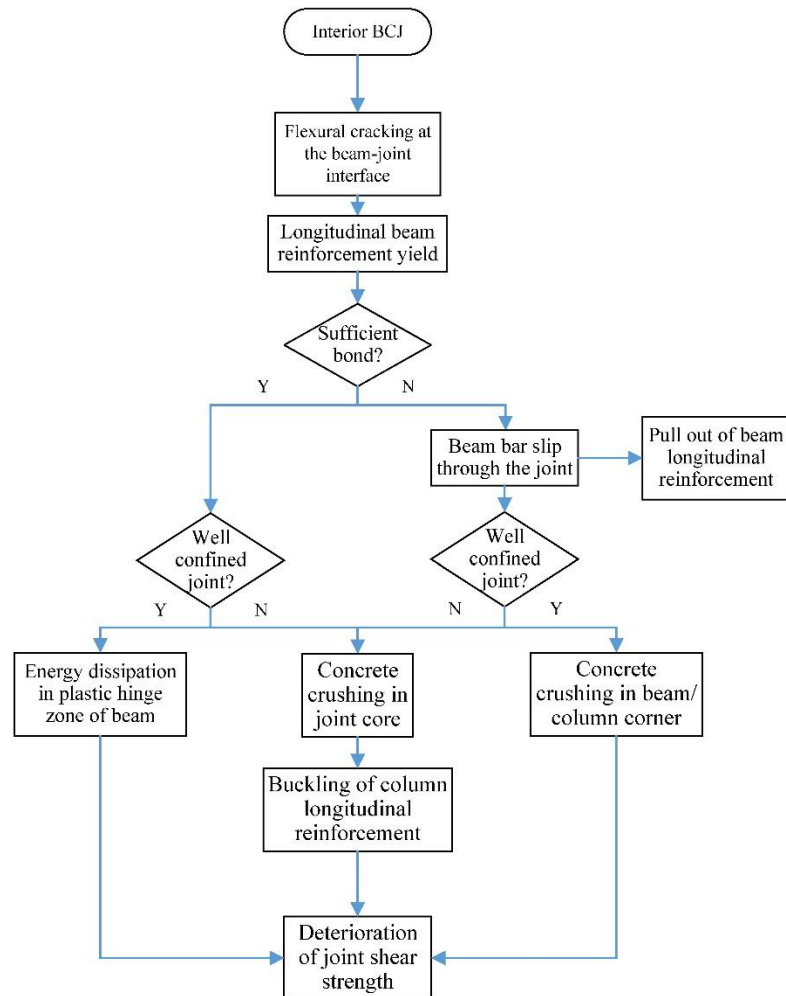 Interior BCJ
Flexural cracking at
the beam-joint
interface
Longitudinal beam
reinforcement yield
Sufficient
bond?
Y
N
Beam bar slip
through the joint
Pull out of beam
longitudinal
reinforcement
Well
confined
joint?
Well
confined
joint?
Y
N
N
Y
Energy dissipation
in plastic hinge
zone of beam
Concrete
crushing in
joint core
Concrete
crushing in beam/
column corner
Buckling of column
longitudinal
reinforcement
Deterioration
of joint shear
strength